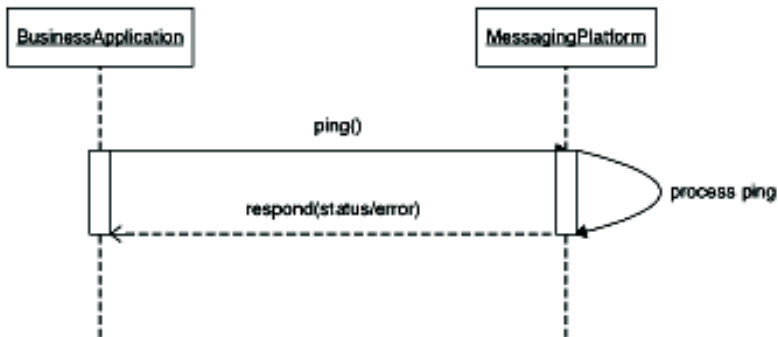 BusinessApplication
MessagingPlatform
ping()
process ping
respond(status/error)